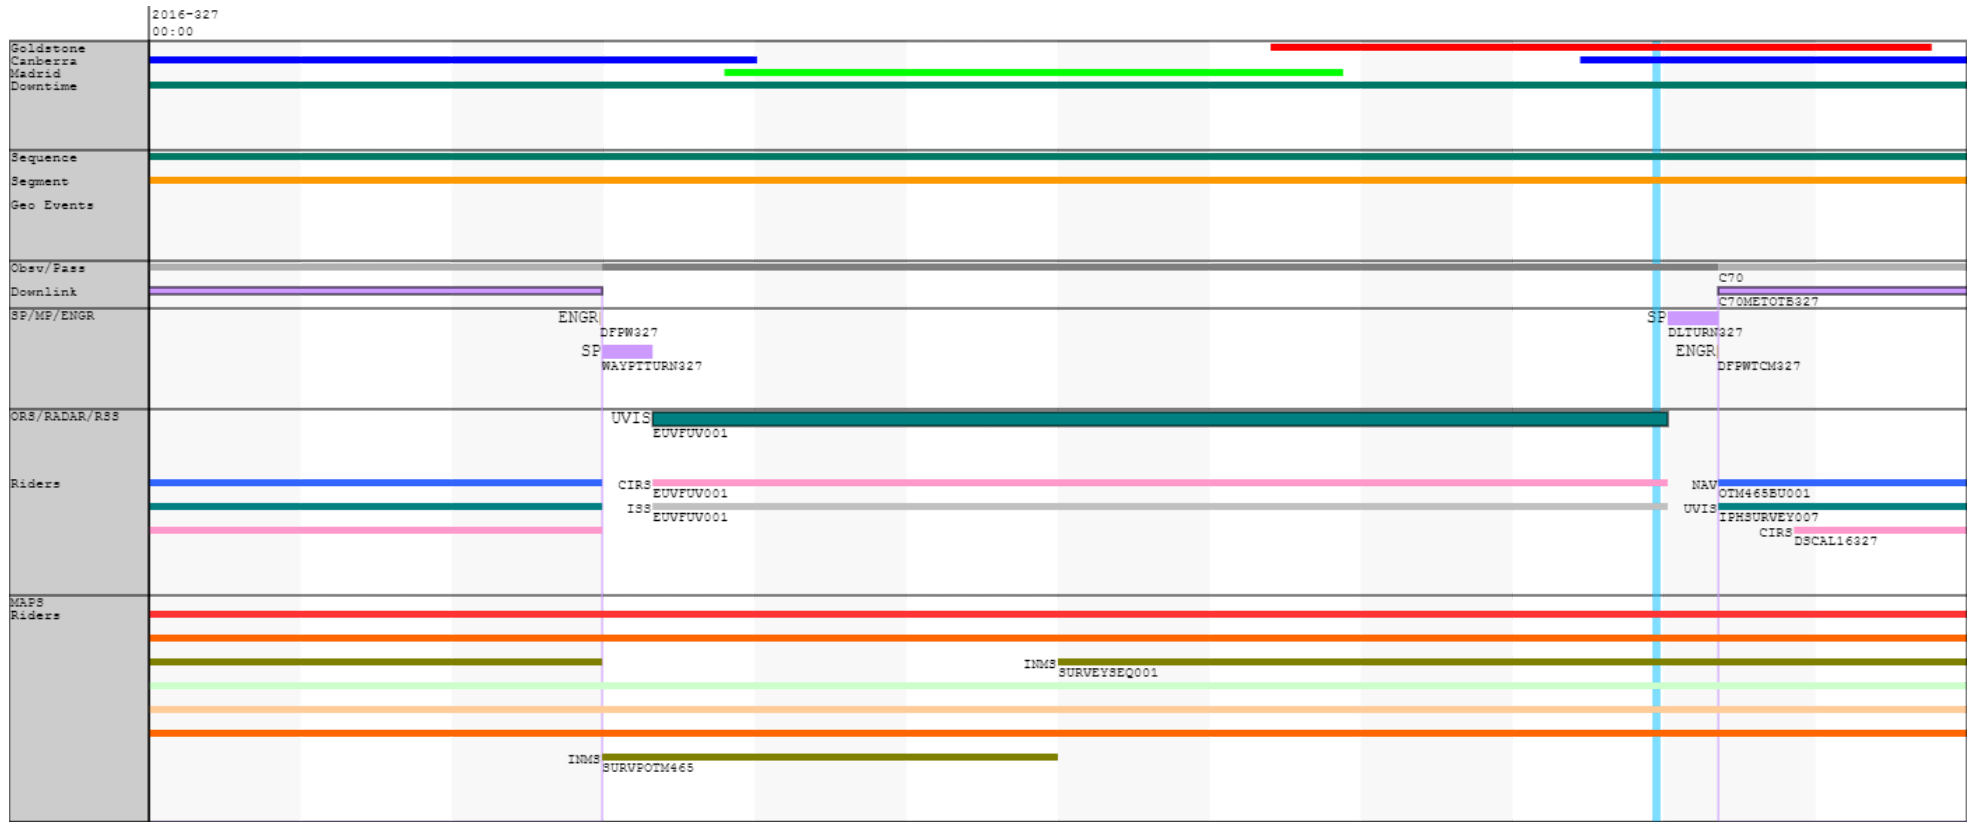 2016-327
00:00
Goldstone
Canberra
Madrid
Downtime
Sequence
Segment
Geo Events
Obsv/Pass
C70
Downlink
C70METOTB327
SP/MP/ENGR
ENGR
DFPW327
SP
DLTURN327
SP
WAYPTTURN327
ENGR
DFPWTCM327
ORS/RADAR/RSS
UVIS
EUVFUV001
Riders
CIRS
EUVFUV001
NAV
OTM465BU001
ISS
EUVFUV001
UVIS
IPHSURVEY007
CIRS
DSCAL16327
MAPS
Riders
INMS
SURVEYSEQ001
INMS
SURVPOTM465